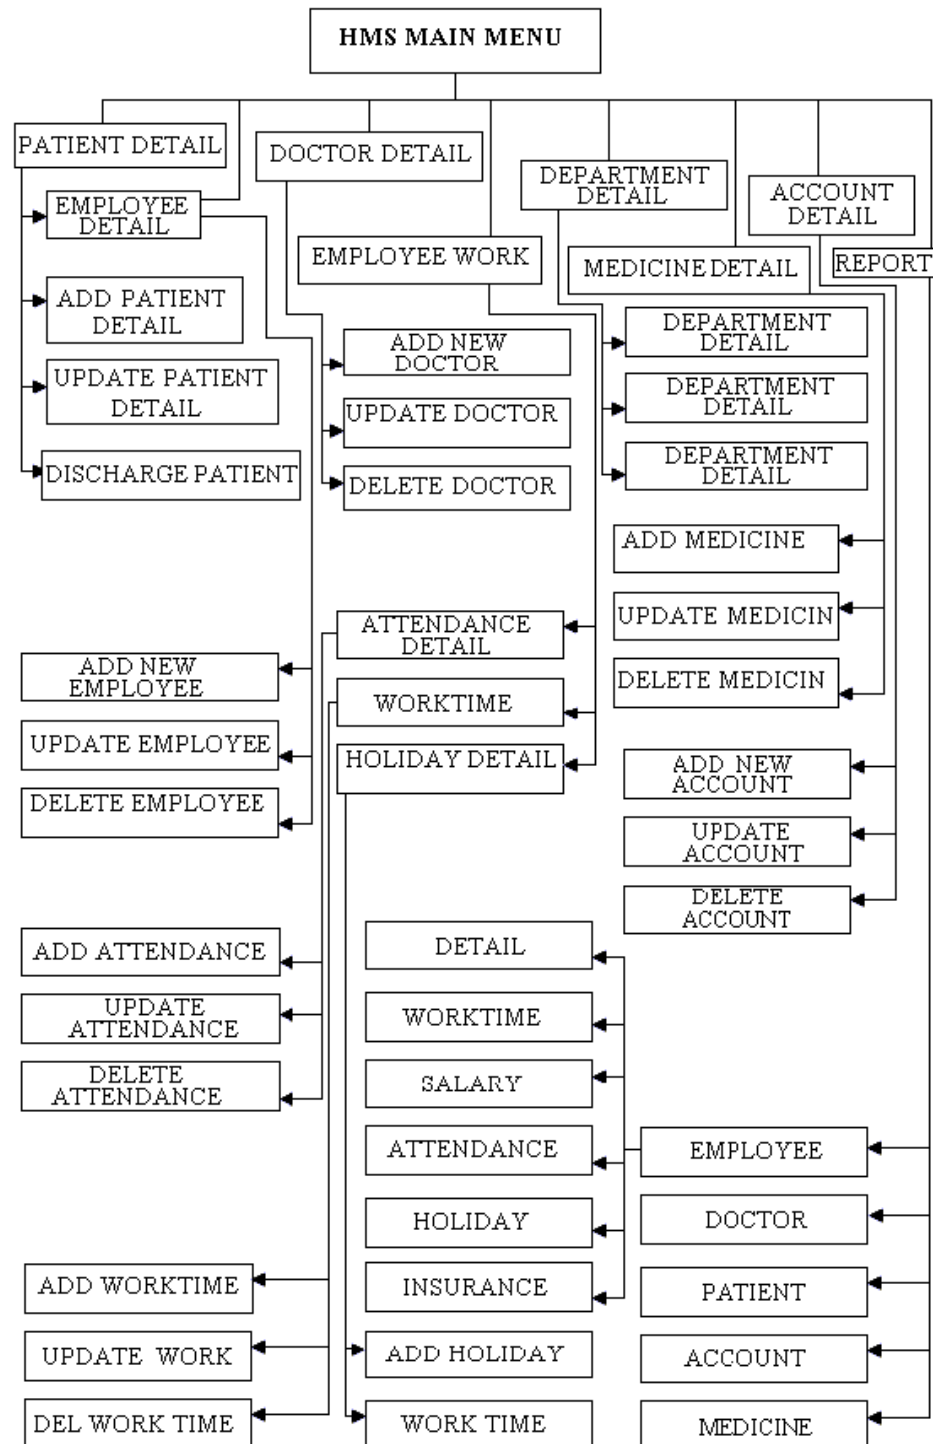 HMS MAIN MENU
PATIENT DETAIL
DOCTOR DETAIL
DEPARTMENT
DETAIL
ACCOUNT
DETAIL
EMPLOYEE
DETAIL
EMPLOYEE WORK
MEDICINE DETAIL
REPORT
ADD PATIENT
DETAIL
UPDATE PATIENT
DETAIL
DISCHARGE PATIENT
ADD NEW
DOCTOR
UPDATE DOCTOR
DELETE DOCTOR
DEPARTMENT
DETAIL
DEPARTMENT
DETAIL
DEPARTMENT
DETAIL
ADD MEDICINE
UPDATE MEDICIN
DELETE MEDICIN
ATTENDANCE
DETAIL
WORKTIME
HOLIDAY DETAIL
ADD NEW
EMPLOYEE
UPDATE EMPLOYEE
DELETE EMPLOYEE
ADD NEW
ACCOUNT
UPDATE
ACCOUNT
DELETE
ACCOUNT
ADD ATTENDANCE
UPDATE
ATTENDANCE
DELETE
ATTENDANCE
DETAIL
WORKTIME
SALARY
ATTENDANCE
HOLIDAY
INSURANCE
ADD HOLIDAY
WORK TIME
EMPLOYEE
DOCTOR
PATIENT
ACCOUNT
MEDICINE
ADD WORKTIME
UPDATE WORK
DEL WORK TIME